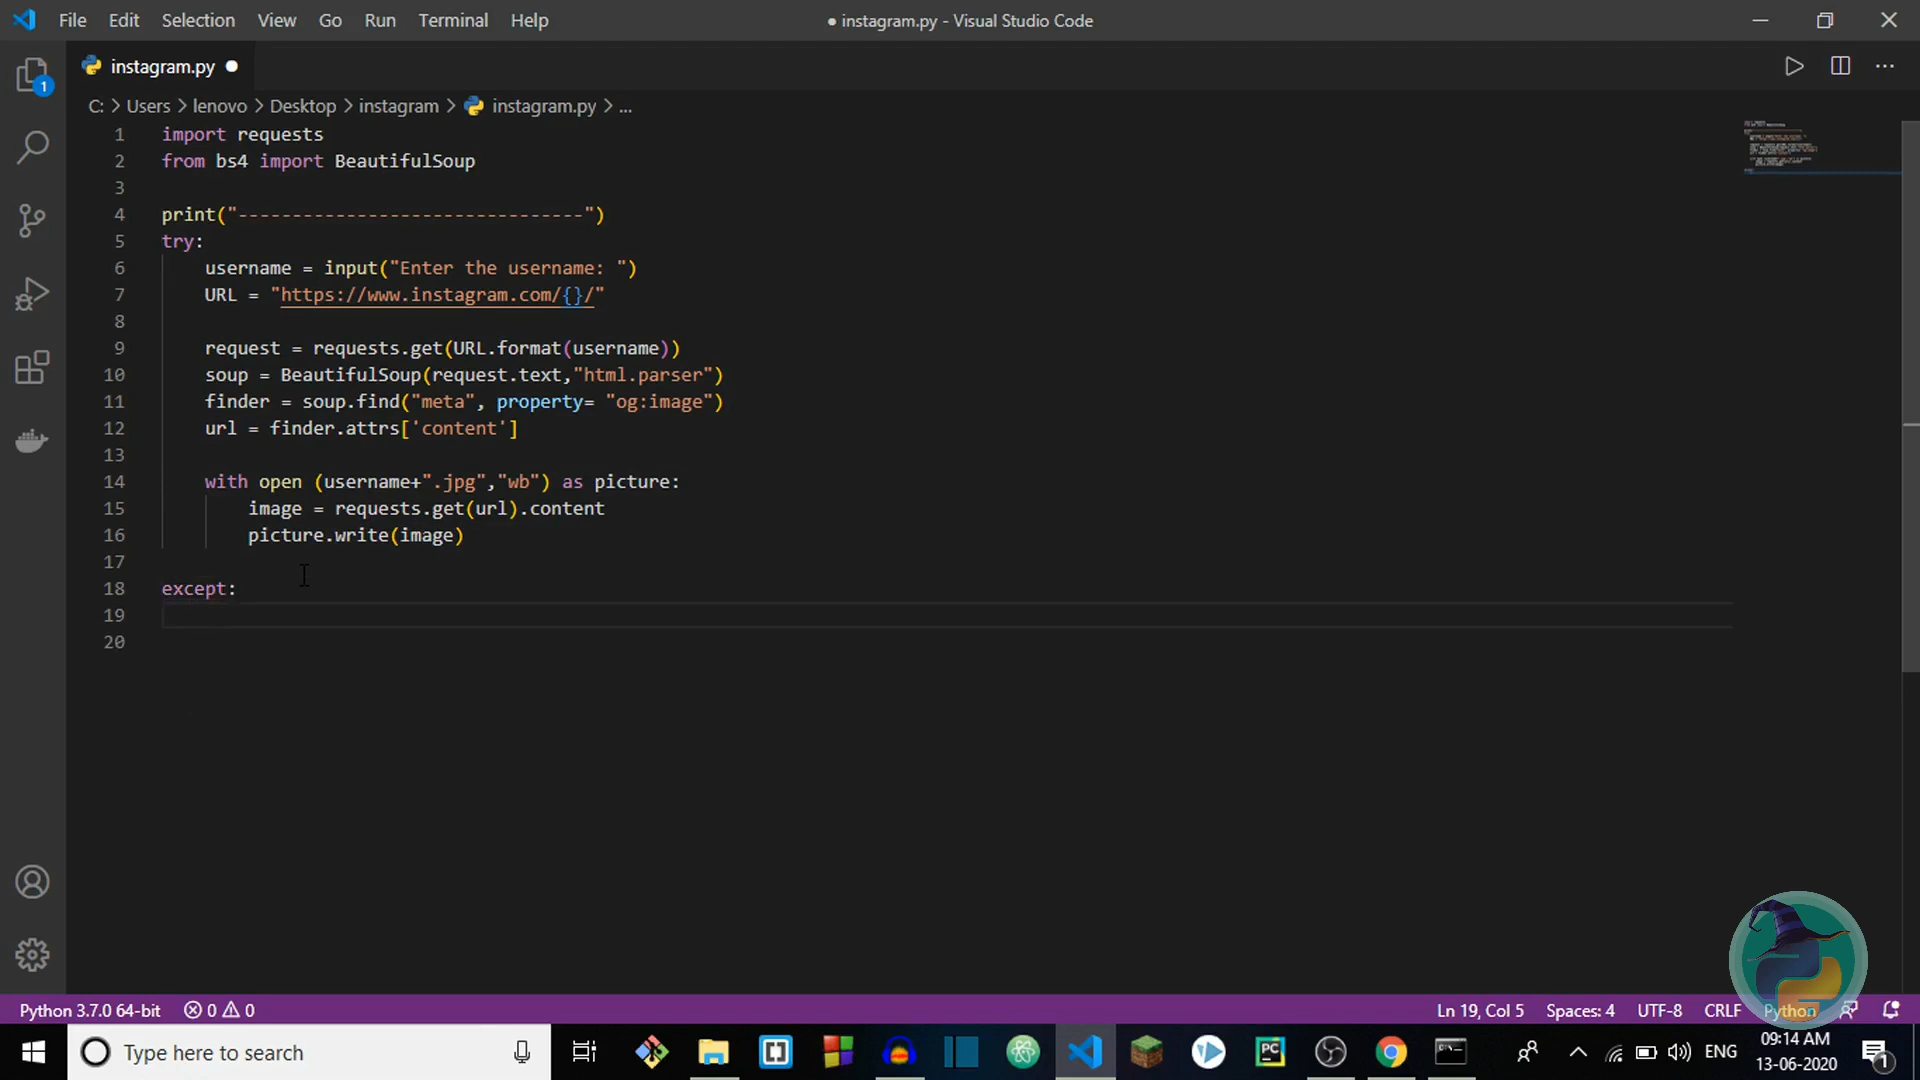 File Edit Selection View Go Run Terminal Help
● instagram.py - Visual Studio Code
instagram.py ●
1
C: > Users > lenovo > Desktop > instagram > instagram.py > ...
1 import requests
2 from bs4 import BeautifulSoup
3
4 print("--------------------------------")
5 try:
6 username = input("Enter the username: ")
7 URL = "https://www.instagram.com/{}/"
8
9 request = requests.get(URL.format(username))
10 soup = BeautifulSoup(request.text,"html.parser")
11 finder = soup.find("meta", property= "og:image")
12 url = finder.attrs['content']
13
14 with open (username+".jpg","wb") as picture:
15 image = requests.get(url).content
16 picture.write(image)
17
18 except:
19
20
Python 3.7.0 64-bit 0 0 Ln 19, Col 5 Spaces: 4 UTF-8 CRLF Python
Type here to search
PC
ENG
09:14 AM
13-06-2020
1